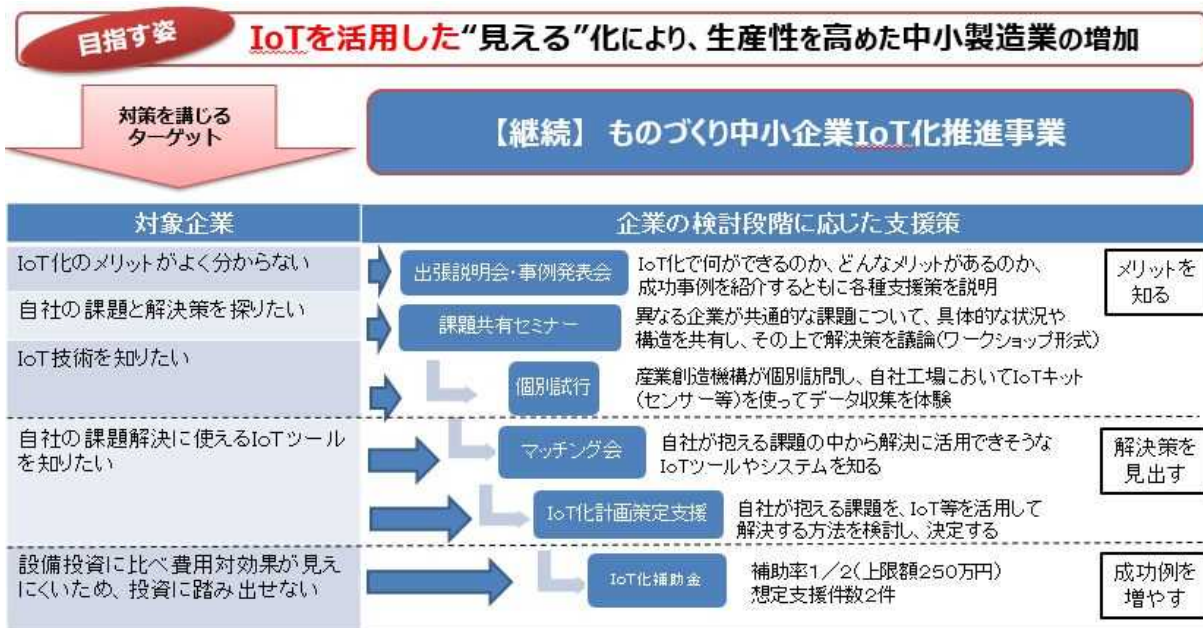 目指す姿
IoTを活用した“見える”化により、生産性を高めた中小製造業の増加
対策を講じる
ターゲット
【継続】 ものづくり中小企業IoT化推進事業
対象企業
企業の検討段階に応じた支援策
IoT化のメリットがよく分からない
出張説明会・事例発表会
IoT化で何ができるのか、どんなメリットがあるのか、
成功事例を紹介するともに各種支援策を説明
メリットを
知る
自社の課題と解決策を探りたい
課題共有セミナー
異なる企業が共通的な課題について、具体的な状況や
構造を共有し、その上で解決策を議論(ワークショップ形式)
IoT技術を知りたい
個別試行
産業創造機構が個別訪問し、自社工場においてIoTキット
(センサー等)を使ってデータ収集を体験
自社の課題解決に使えるIoTツール
を知りたい
マッチング会
自社が抱える課題の中から解決に活用できそうな
IoTツールやシステムを知る
解決策を
見出す
IoT化計画策定支援
自社が抱える課題を、IoT等を活用して
解決する方法を検討し、決定する
設備投資に比べ費用対効果が見え
にくいため、投資に踏み出せない
IoT化補助金
補助率1/2(上限額250万円)
想定支援件数2件
成功例を
増やす